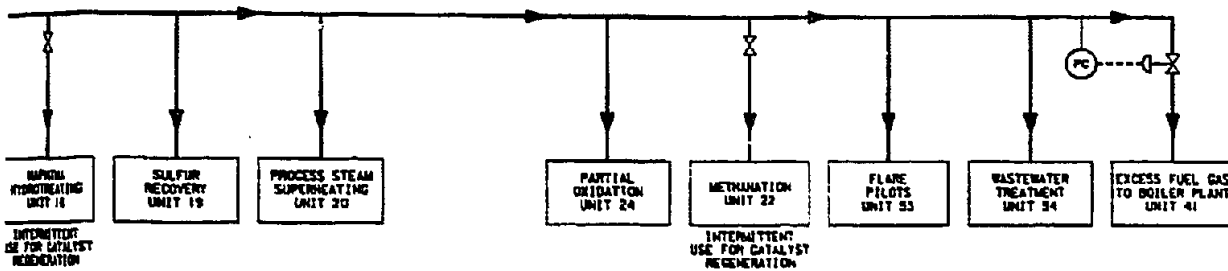 PC
NAPHTHA
HYDROTREATING
UNIT 16
SULFUR
RECOVERY
UNIT 19
PROCESS STEAM
SUPERHEATING
UNIT 20
PARTIAL
OXIDATION
UNIT 24
METHANATION
UNIT 22
FLARE
PILOTS
UNIT 53
WASTEWATER
TREATMENT
UNIT 54
EXCESS FUEL GAS
TO BOILER PLANT
UNIT 41
INTERMITTENT
USE FOR CATALYST
REGENERATION
INTERMITTENT
USE FOR CATALYST
REGENERATION